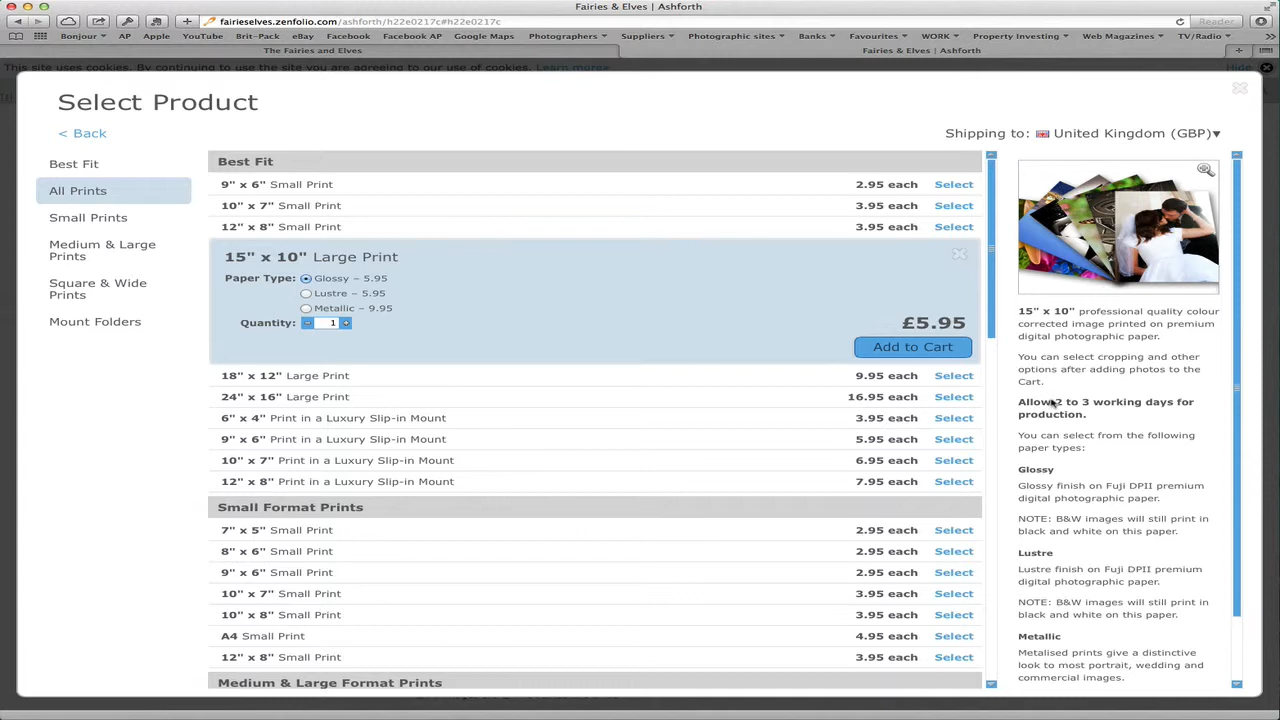 Fairies & Elves | Ashforth
fairieselves.zenfolio.com/ashforth/h22e0217c#h22e0217c
Reader
Bonjour AP Apple YouTube Brit-Pack eBay Facebook Facebook AP Google Maps Photographers Suppliers Photographic sites Banks Favourites WORK Property Investing Web Magazines TV/Radio
The Fairies and Elves
Fairies & Elves | Ashforth
This site uses cookies. By continuing to use the site you are agreeing to our use of cookies. Learn more»
Hide
Select Product
< Back
Shipping to: United Kingdom (GBP)▾
Best Fit
All Prints
Small Prints
Medium & Large
Prints
Square & Wide
Prints
Mount Folders
Best Fit
9" x 6" Small Print 2.95 each Select
10" x 7" Small Print 3.95 each Select
12" x 8" Small Print 3.95 each Select
15" x 10" Large Print
Paper Type: Glossy – 5.95
Lustre – 5.95
Metallic – 9.95
Quantity: - 1 +
£5.95
Add to Cart
18" x 12" Large Print 9.95 each Select
24" x 16" Large Print 16.95 each Select
6" x 4" Print in a Luxury Slip-in Mount 3.95 each Select
9" x 6" Print in a Luxury Slip-in Mount 5.95 each Select
10" x 7" Print in a Luxury Slip-in Mount 6.95 each Select
12" x 8" Print in a Luxury Slip-in Mount 7.95 each Select
Small Format Prints
7" x 5" Small Print 2.95 each Select
8" x 6" Small Print 2.95 each Select
9" x 6" Small Print 2.95 each Select
10" x 7" Small Print 3.95 each Select
10" x 8" Small Print 3.95 each Select
A4 Small Print 4.95 each Select
12" x 8" Small Print 3.95 each Select
Medium & Large Format Prints
15" x 10" professional quality colour
corrected image printed on premium
digital photographic paper.
You can select cropping and other
options after adding photos to the
Cart.
Allow 2 to 3 working days for
production.
You can select from the following
paper types:
Glossy
Glossy finish on Fuji DPII premium
digital photographic paper.
NOTE: B&W images will still print in
black and white on this paper.
Lustre
Lustre finish on Fuji DPII premium
digital photographic paper.
NOTE: B&W images will still print in
black and white on this paper.
Metallic
Metalised prints give a distinctive
look to most portrait, wedding and
commercial images.